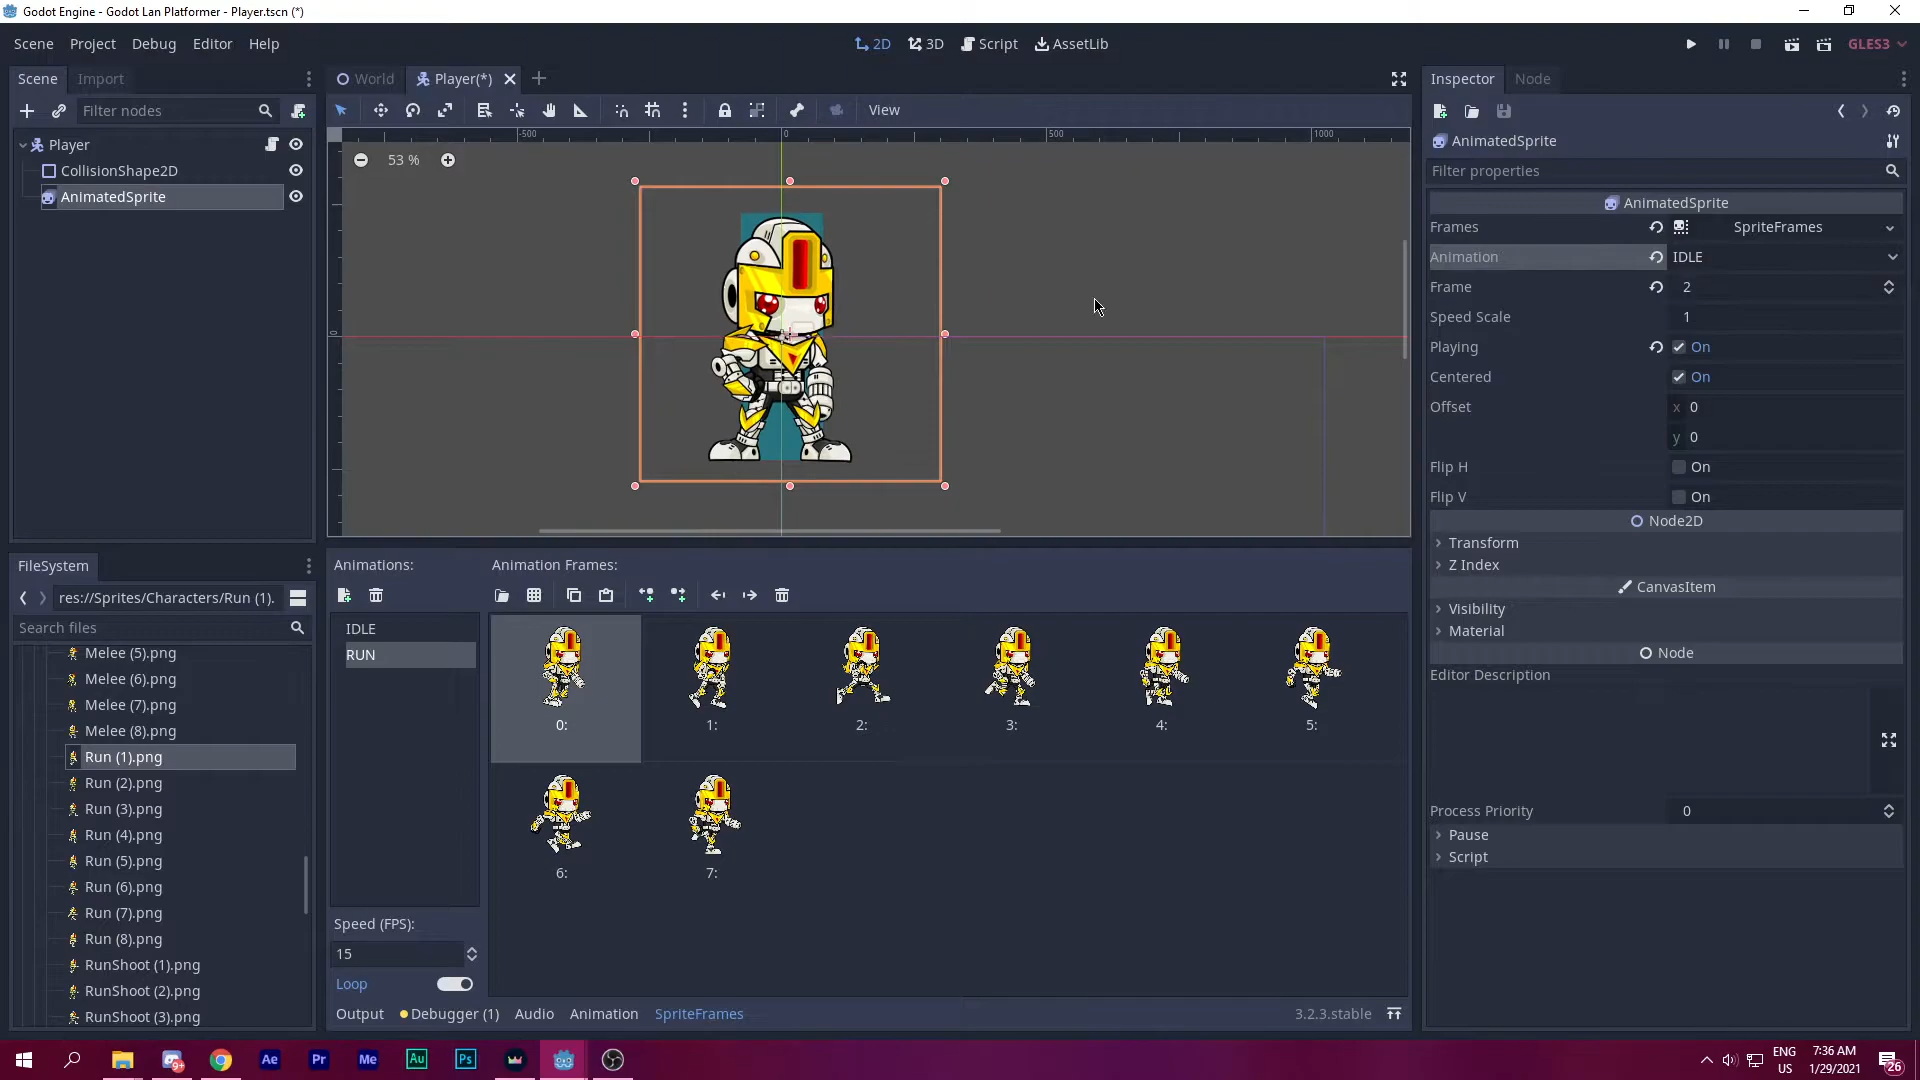 Godot Engine - Godot Lan Platformer - Player.tscn (*)
Scene Project Debug Editor Help
2D 3D Script AssetLib
GLES3
Scene Import
Filter nodes
Player
CollisionShape2D
AnimatedSprite
World Player(*)
View
-500 0 500 1000
53 %
0
Inspector Node
AnimatedSprite
Filter properties
AnimatedSprite
Frames SpriteFrames
Animation IDLE
Frame 2
Speed Scale 1
Playing On
Centered On
Offset x 0
y 0
Flip H On
Flip V On
Node2D
Transform
Z Index
CanvasItem
Visibility
Material
Node
Editor Description
Process Priority 0
Pause
Script
FileSystem
res://Sprites/Characters/Run (1).
Search files
Melee (5).png
Melee (6).png
Melee (7).png
Melee (8).png
Run (1).png
Run (2).png
Run (3).png
Run (4).png
Run (5).png
Run (6).png
Run (7).png
Run (8).png
RunShoot (1).png
RunShoot (2).png
RunShoot (3).png
Animations:
IDLE
RUN
Speed (FPS):
15
Loop
Animation Frames:
0: 1: 2: 3: 4: 5:
6: 7:
Output Debugger (1) Audio Animation SpriteFrames
3.2.3.stable
9+
Ae Pr Me Au Ps
ENG
US
7:36 AM
1/29/2021
26